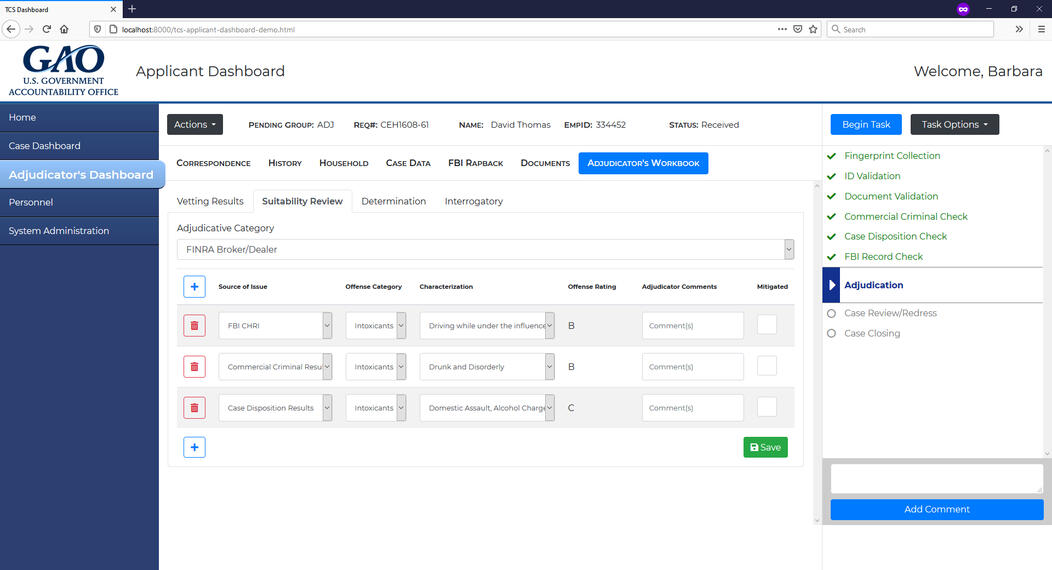 TCS Dashboard
localhost:8000/tcs-applicant-dashboard-demo.html
Search
GAO
U.S. GOVERNMENT
ACCOUNTABILITY OFFICE
Applicant Dashboard
Welcome, Barbara
Home
Case Dashboard
Adjudicator's Dashboard
Personnel
System Administration
Actions
PENDING GROUP: ADJ REQ#: CEH1608-61 NAME: David Thomas EMPID: 334452 STATUS: Received
CORRESPONDENCE HISTORY HOUSEHOLD CASE DATA FBI RAPBACK DOCUMENTS ADJUDICATOR'S WORKBOOK
Vetting Results Suitability Review Determination Interrogatory
Adjudicative Category
FINRA Broker/Dealer
Source of Issue Offense Category Characterization Offense Rating Adjudicator Comments Mitigated
FBI CHRI Intoxicants Driving while under the influence B Comment(s)
Commercial Criminal Resu Intoxicants Drunk and Disorderly B Comment(s)
Case Disposition Results Intoxicants Domestic Assault, Alcohol Charge C Comment(s)
Save
Begin Task
Task Options
Fingerprint Collection
ID Validation
Document Validation
Commercial Criminal Check
Case Disposition Check
FBI Record Check
Adjudication
Case Review/Redress
Case Closing
Add Comment